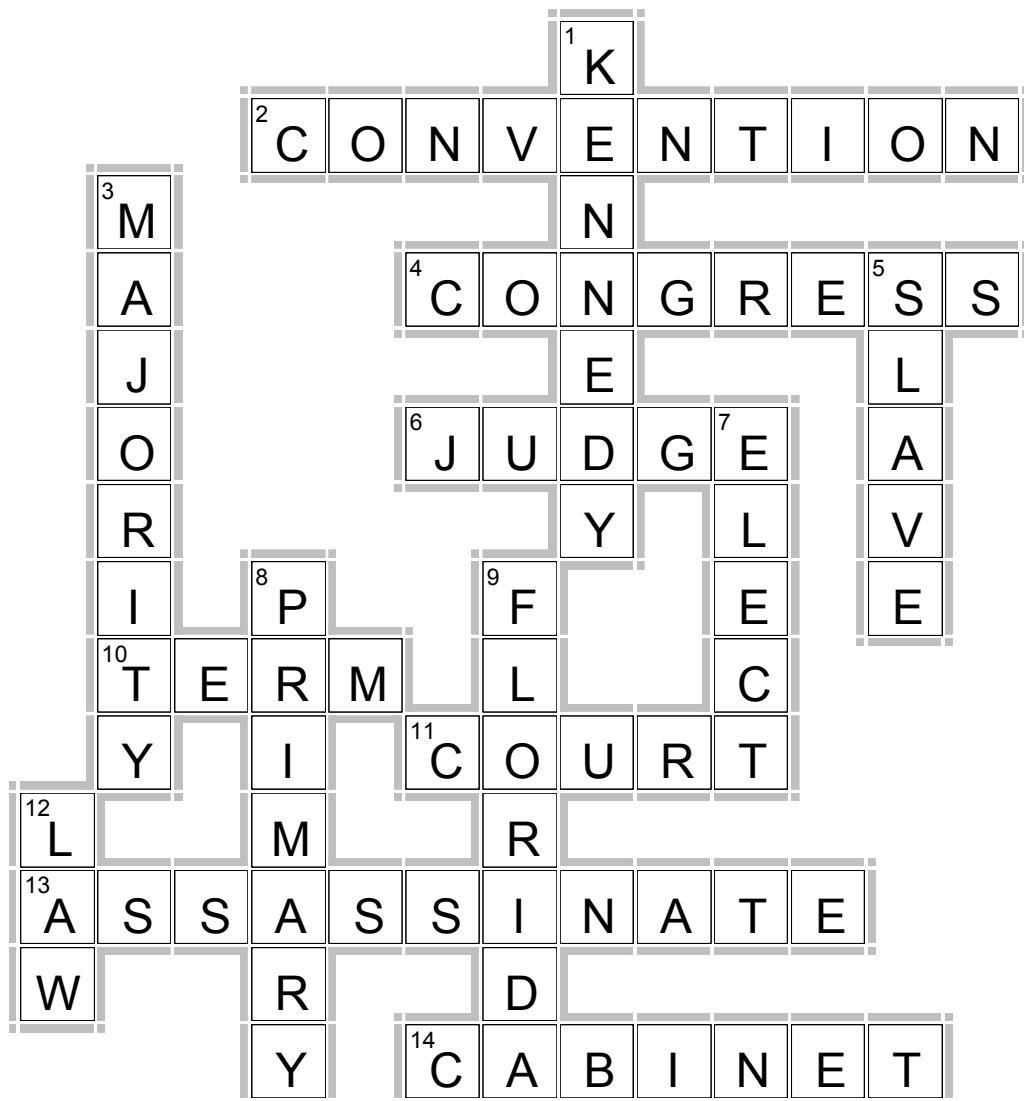 1 K
2 C O N V E N T I O N
3 M N
A 4 C O N G R E 5 S S
J E L
O 6 J U D G 7 E A
R Y L V
I 8 P 9 F E E
10 T E R M L C
Y I 11 C O U R T
12 L M R
13 A S S A S S I N A T E
W R D
Y 14 C A B I N E T